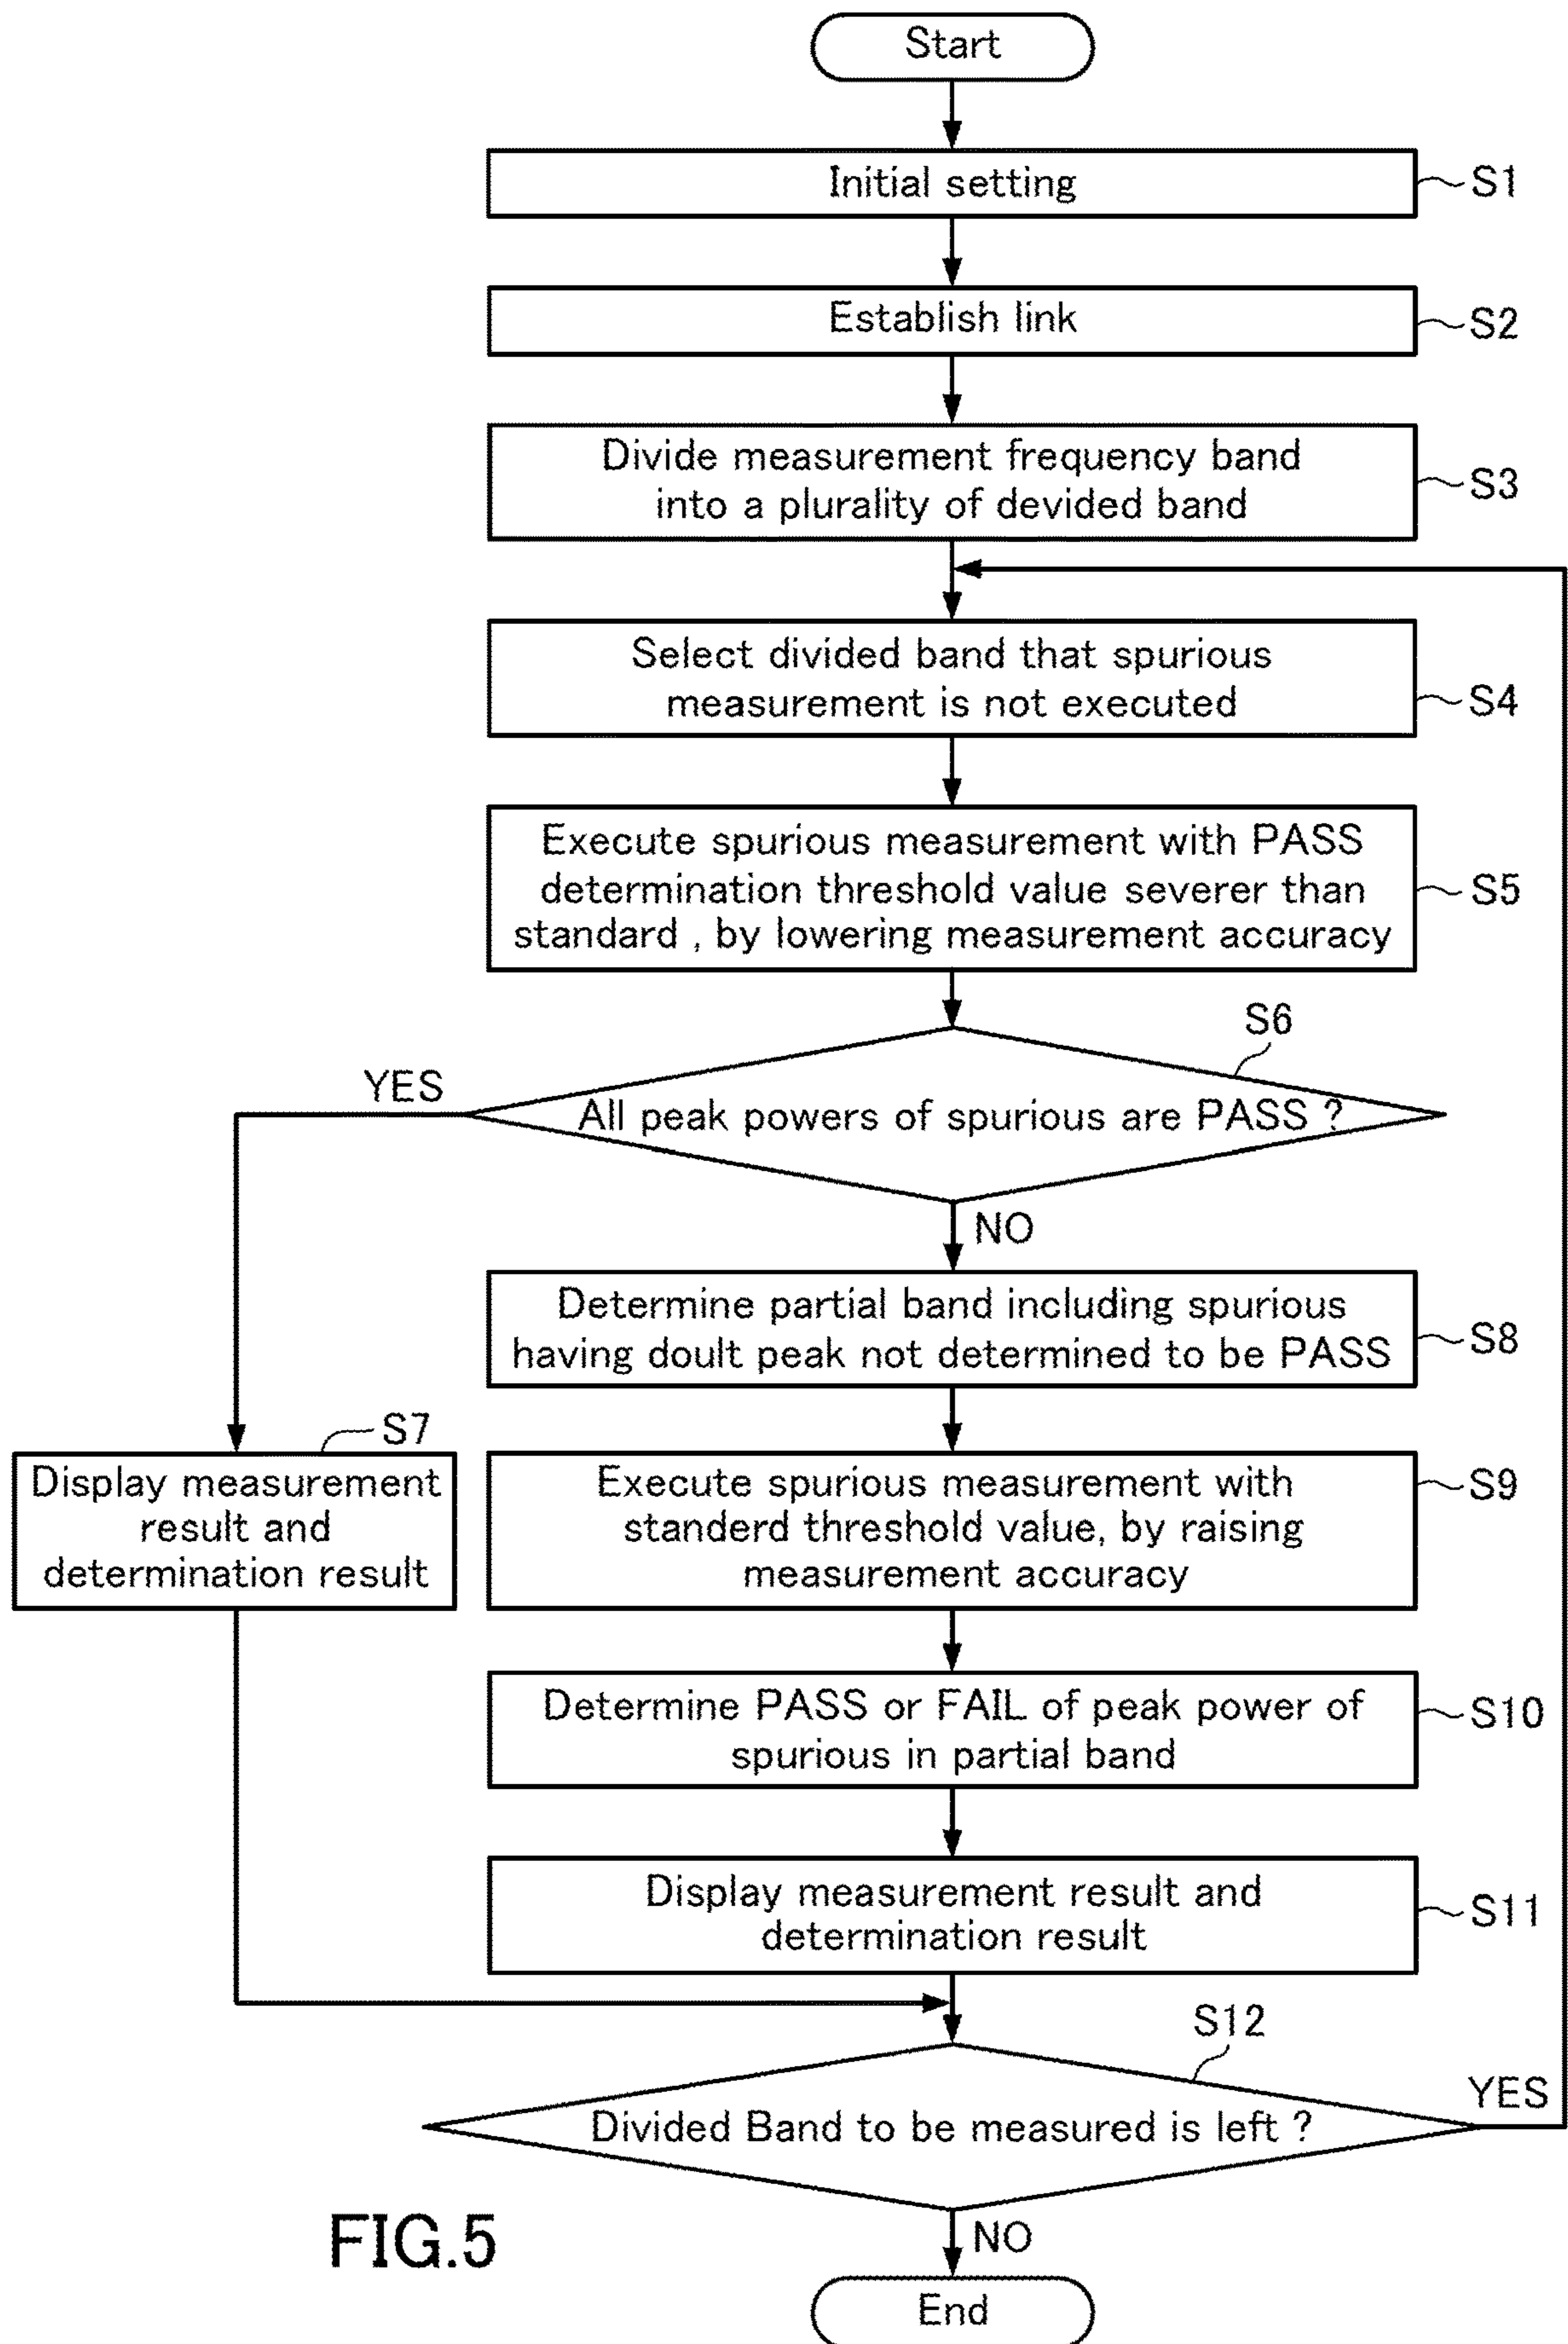 Start
Initial setting
S1
Establish link
S2
Divide measurement frequency band
into a plurality of devided band
S3
Select divided band that spurious
measurement is not executed
S4
Execute spurious measurement with PASS
determination threshold value severer than
standard , by lowering measurement accuracy
S5
S6
YES
All peak powers of spurious are PASS ?
NO
Determine partial band including spurious
having doult peak not determined to be PASS
S8
S7
Display measurement
result and
determination result
Execute spurious measurement with
standerd threshold value, by raising
measurement accuracy
S9
Determine PASS or FAIL of peak power of
spurious in partial band
S10
Display measurement result and
determination result
S11
S12
YES
Divided Band to be measured is left ?
NO
FIG.5
End